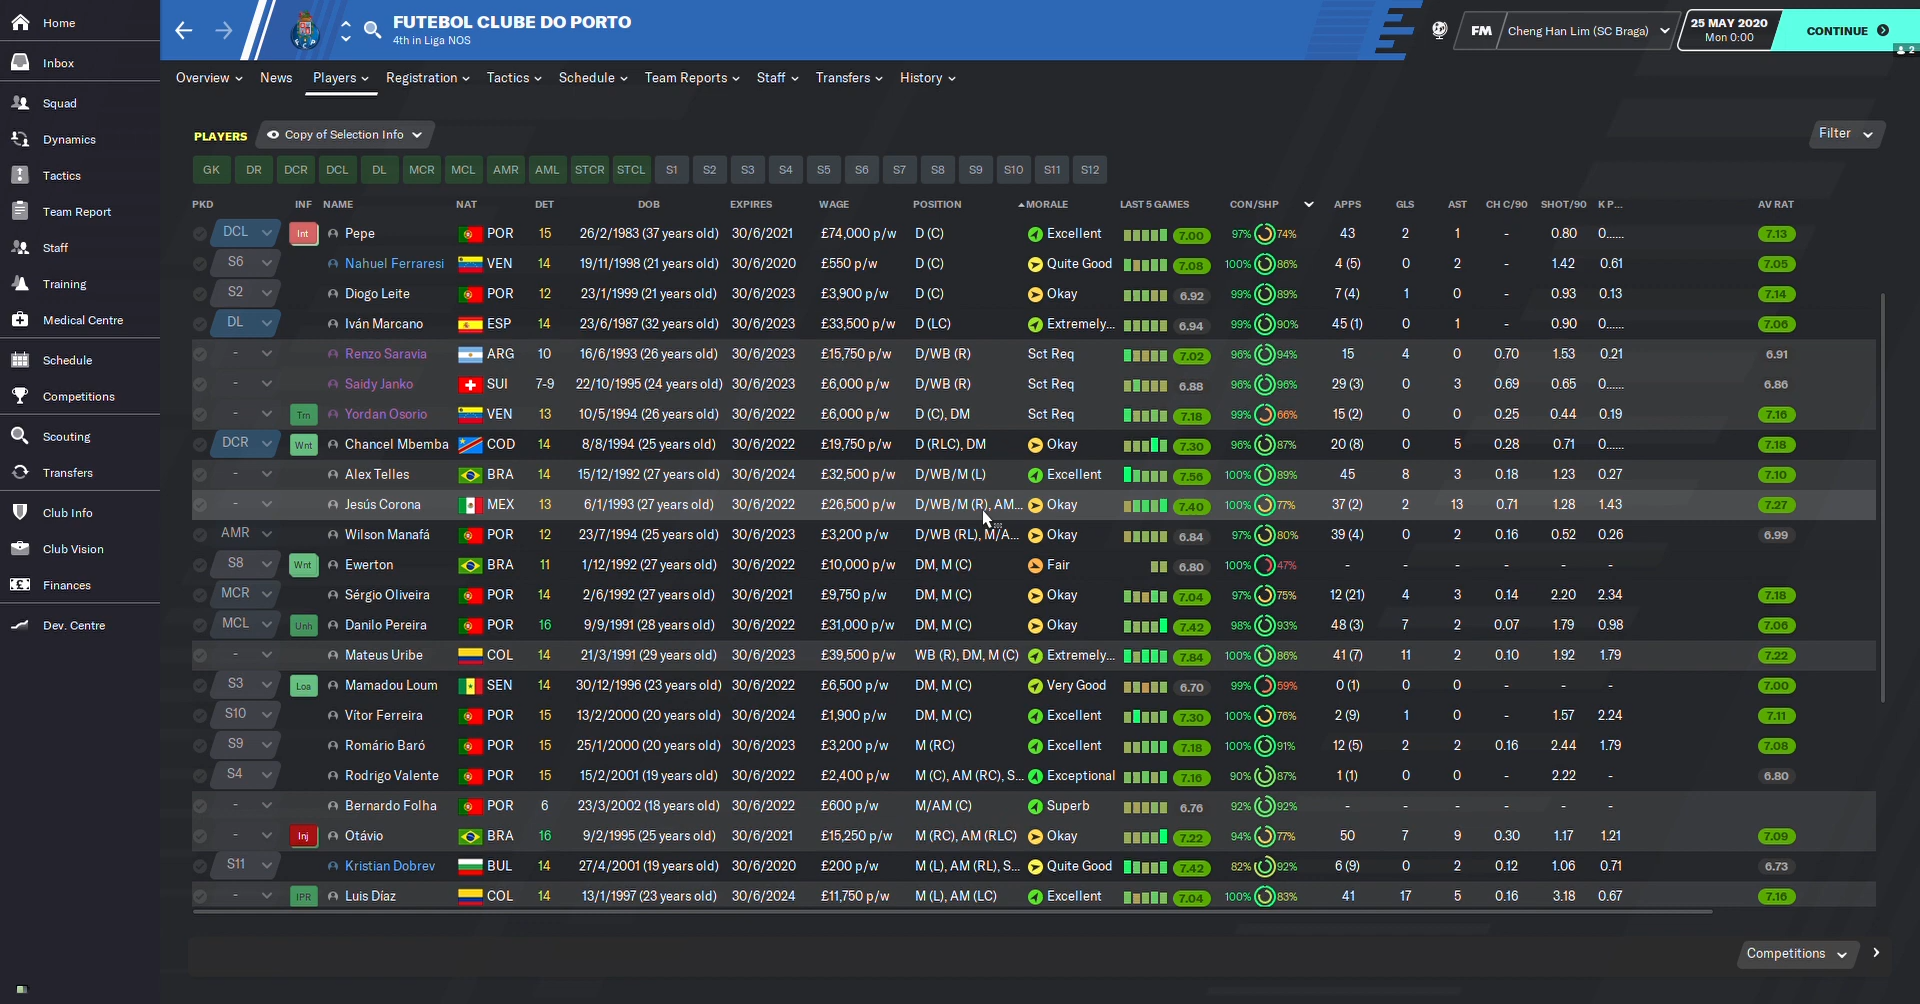 Home
Inbox
Squad
Dynamics
Tactics
Team Report
Staff
Training
Medical Centre
Schedule
Competitions
Scouting
Transfers
Club Info
Club Vision
Finances
Dev. Centre
FUTEBOL CLUBE DO PORTO
4th in Liga NOS
FM Cheng Han Lim (SC Braga)
25 MAY 2020
Mon 0:00
CONTINUE
2
Overview News Players Registration Tactics Schedule Team Reports Staff Transfers History
PLAYERS Copy of Selection Info Filter
GK DR DCR DCL DL MCR MCL AMR AML STCR STCL S1 S2 S3 S4 S5 S6 S7 S8 S9 S10 S11 S12
PKD INF NAME NAT DET DOB EXPIRES WAGE POSITION MORALE LAST 5 GAMES CON/SHP APPS GLS AST CH C/90 SHOT/90 K P... AV RAT
DCL Int Pepe POR 15 26/2/1983 (37 years old) 30/6/2021 £74,000 p/w D (C) Excellent 7.00 97% 74% 43 2 1 - 0.80 0...... 7.13
S6 Nahuel Ferraresi VEN 14 19/11/1998 (21 years old) 30/6/2020 £550 p/w D (C) Quite Good 7.08 100% 86% 4 (5) 0 2 - 1.42 0.61 7.05
S2 Diogo Leite POR 12 23/1/1999 (21 years old) 30/6/2023 £3,900 p/w D (C) Okay 6.92 99% 89% 7 (4) 1 0 - 0.93 0.13 7.14
DL Iván Marcano ESP 14 23/6/1987 (32 years old) 30/6/2023 £33,500 p/w D (LC) Extremely... 6.94 99% 90% 45 (1) 0 1 - 0.90 0...... 7.06
- Renzo Saravia ARG 10 16/6/1993 (26 years old) 30/6/2023 £15,750 p/w D/WB (R) Sct Req 7.02 96% 94% 15 4 0 0.70 1.53 0.21 6.91
- Saidy Janko SUI 7-9 22/10/1995 (24 years old) 30/6/2023 £6,000 p/w D/WB (R) Sct Req 6.88 96% 96% 29 (3) 0 3 0.69 0.65 0...... 6.86
- Trn Yordan Osorio VEN 13 10/5/1994 (26 years old) 30/6/2022 £6,000 p/w D (C), DM Sct Req 7.18 99% 66% 15 (2) 0 0 0.25 0.44 0.19 7.16
DCR Wnt Chancel Mbemba COD 14 8/8/1994 (25 years old) 30/6/2022 £19,750 p/w D (RLC), DM Okay 7.30 96% 87% 20 (8) 0 5 0.28 0.71 0...... 7.18
- Alex Telles BRA 14 15/12/1992 (27 years old) 30/6/2024 £32,500 p/w D/WB/M (L) Excellent 7.56 100% 89% 45 8 3 0.18 1.23 0.27 7.10
- Jesús Corona MEX 13 6/1/1993 (27 years old) 30/6/2022 £26,500 p/w D/WB/M (R), AM... Okay 7.40 100% 77% 37 (2) 2 13 0.71 1.28 1.43 7.27
AMR Wilson Manafá POR 12 23/7/1994 (25 years old) 30/6/2023 £3,200 p/w D/WB (RL), M/A... Okay 6.84 97% 80% 39 (4) 0 2 0.16 0.52 0.26 6.99
S8 Wnt Ewerton BRA 11 1/12/1992 (27 years old) 30/6/2022 £10,000 p/w DM, M (C) Fair 6.80 100% 47% - - - - - -
MCR Sérgio Oliveira POR 14 2/6/1992 (27 years old) 30/6/2021 £9,750 p/w DM, M (C) Okay 7.04 97% 75% 12 (21) 4 3 0.14 2.20 2.34 7.18
MCL Unh Danilo Pereira POR 16 9/9/1991 (28 years old) 30/6/2022 £31,000 p/w DM, M (C) Okay 7.42 98% 93% 48 (3) 7 2 0.07 1.79 0.98 7.06
- Mateus Uribe COL 14 21/3/1991 (29 years old) 30/6/2023 £39,500 p/w WB (R), DM, M (C) Extremely... 7.84 100% 86% 41 (7) 11 2 0.10 1.92 1.79 7.22
S3 Loa Mamadou Loum SEN 14 30/12/1996 (23 years old) 30/6/2023 £6,500 p/w DM, M (C) Very Good 6.70 99% 59% 0 (1) 0 0 - - - 7.00
S10 Vítor Ferreira POR 15 13/2/2000 (20 years old) 30/6/2024 £1,900 p/w DM, M (C) Excellent 7.30 100% 76% 2 (9) 1 0 - 1.57 2.24 7.11
S9 Romário Baró POR 15 25/1/2000 (20 years old) 30/6/2023 £3,200 p/w M (RC) Excellent 7.18 100% 91% 12 (5) 2 2 0.16 2.44 1.79 7.08
S4 Rodrigo Valente POR 15 15/2/2001 (19 years old) 30/6/2022 £2,400 p/w M (C), AM (RC), S... Exceptional 7.16 90% 87% 1 (1) 0 0 - 2.22 - 6.80
- Bernardo Folha POR 6 23/3/2002 (18 years old) 30/6/2022 £600 p/w M/AM (C) Superb 6.76 92% 92% - - - - - -
- Inj Otávio BRA 16 9/2/1995 (25 years old) 30/6/2021 £15,250 p/w M (RC), AM (RLC) Okay 7.22 94% 77% 50 7 9 0.30 1.17 1.21 7.09
S11 Kristian Dobrev BUL 14 27/4/2001 (19 years old) 30/6/2020 £200 p/w M (L), AM (RL), S... Quite Good 7.42 82% 92% 6 (9) 0 2 0.12 1.06 0.71 6.73
- IPR Luis Díaz COL 14 13/1/1997 (23 years old) 30/6/2024 £11,750 p/w M (L), AM (LC) Excellent 7.04 100% 83% 41 17 5 0.16 3.18 0.67 7.16
Competitions